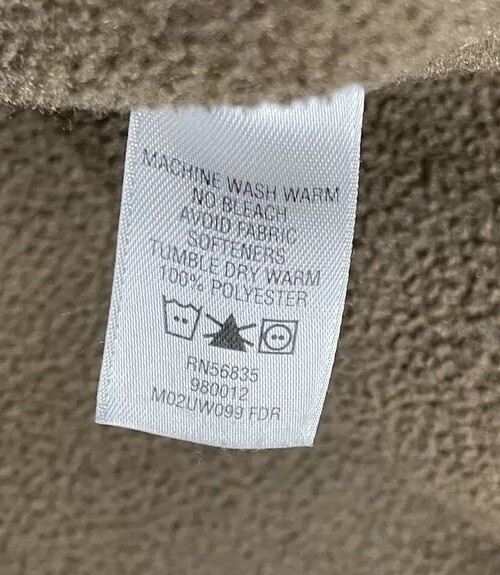 MACHINE WASH WARM
NO BLEACH
AVOID FABRIC
SOFTENERS
TUMBLE DRY WARM
100% POLYESTER
RN56835
980012
M02UW099 FDR